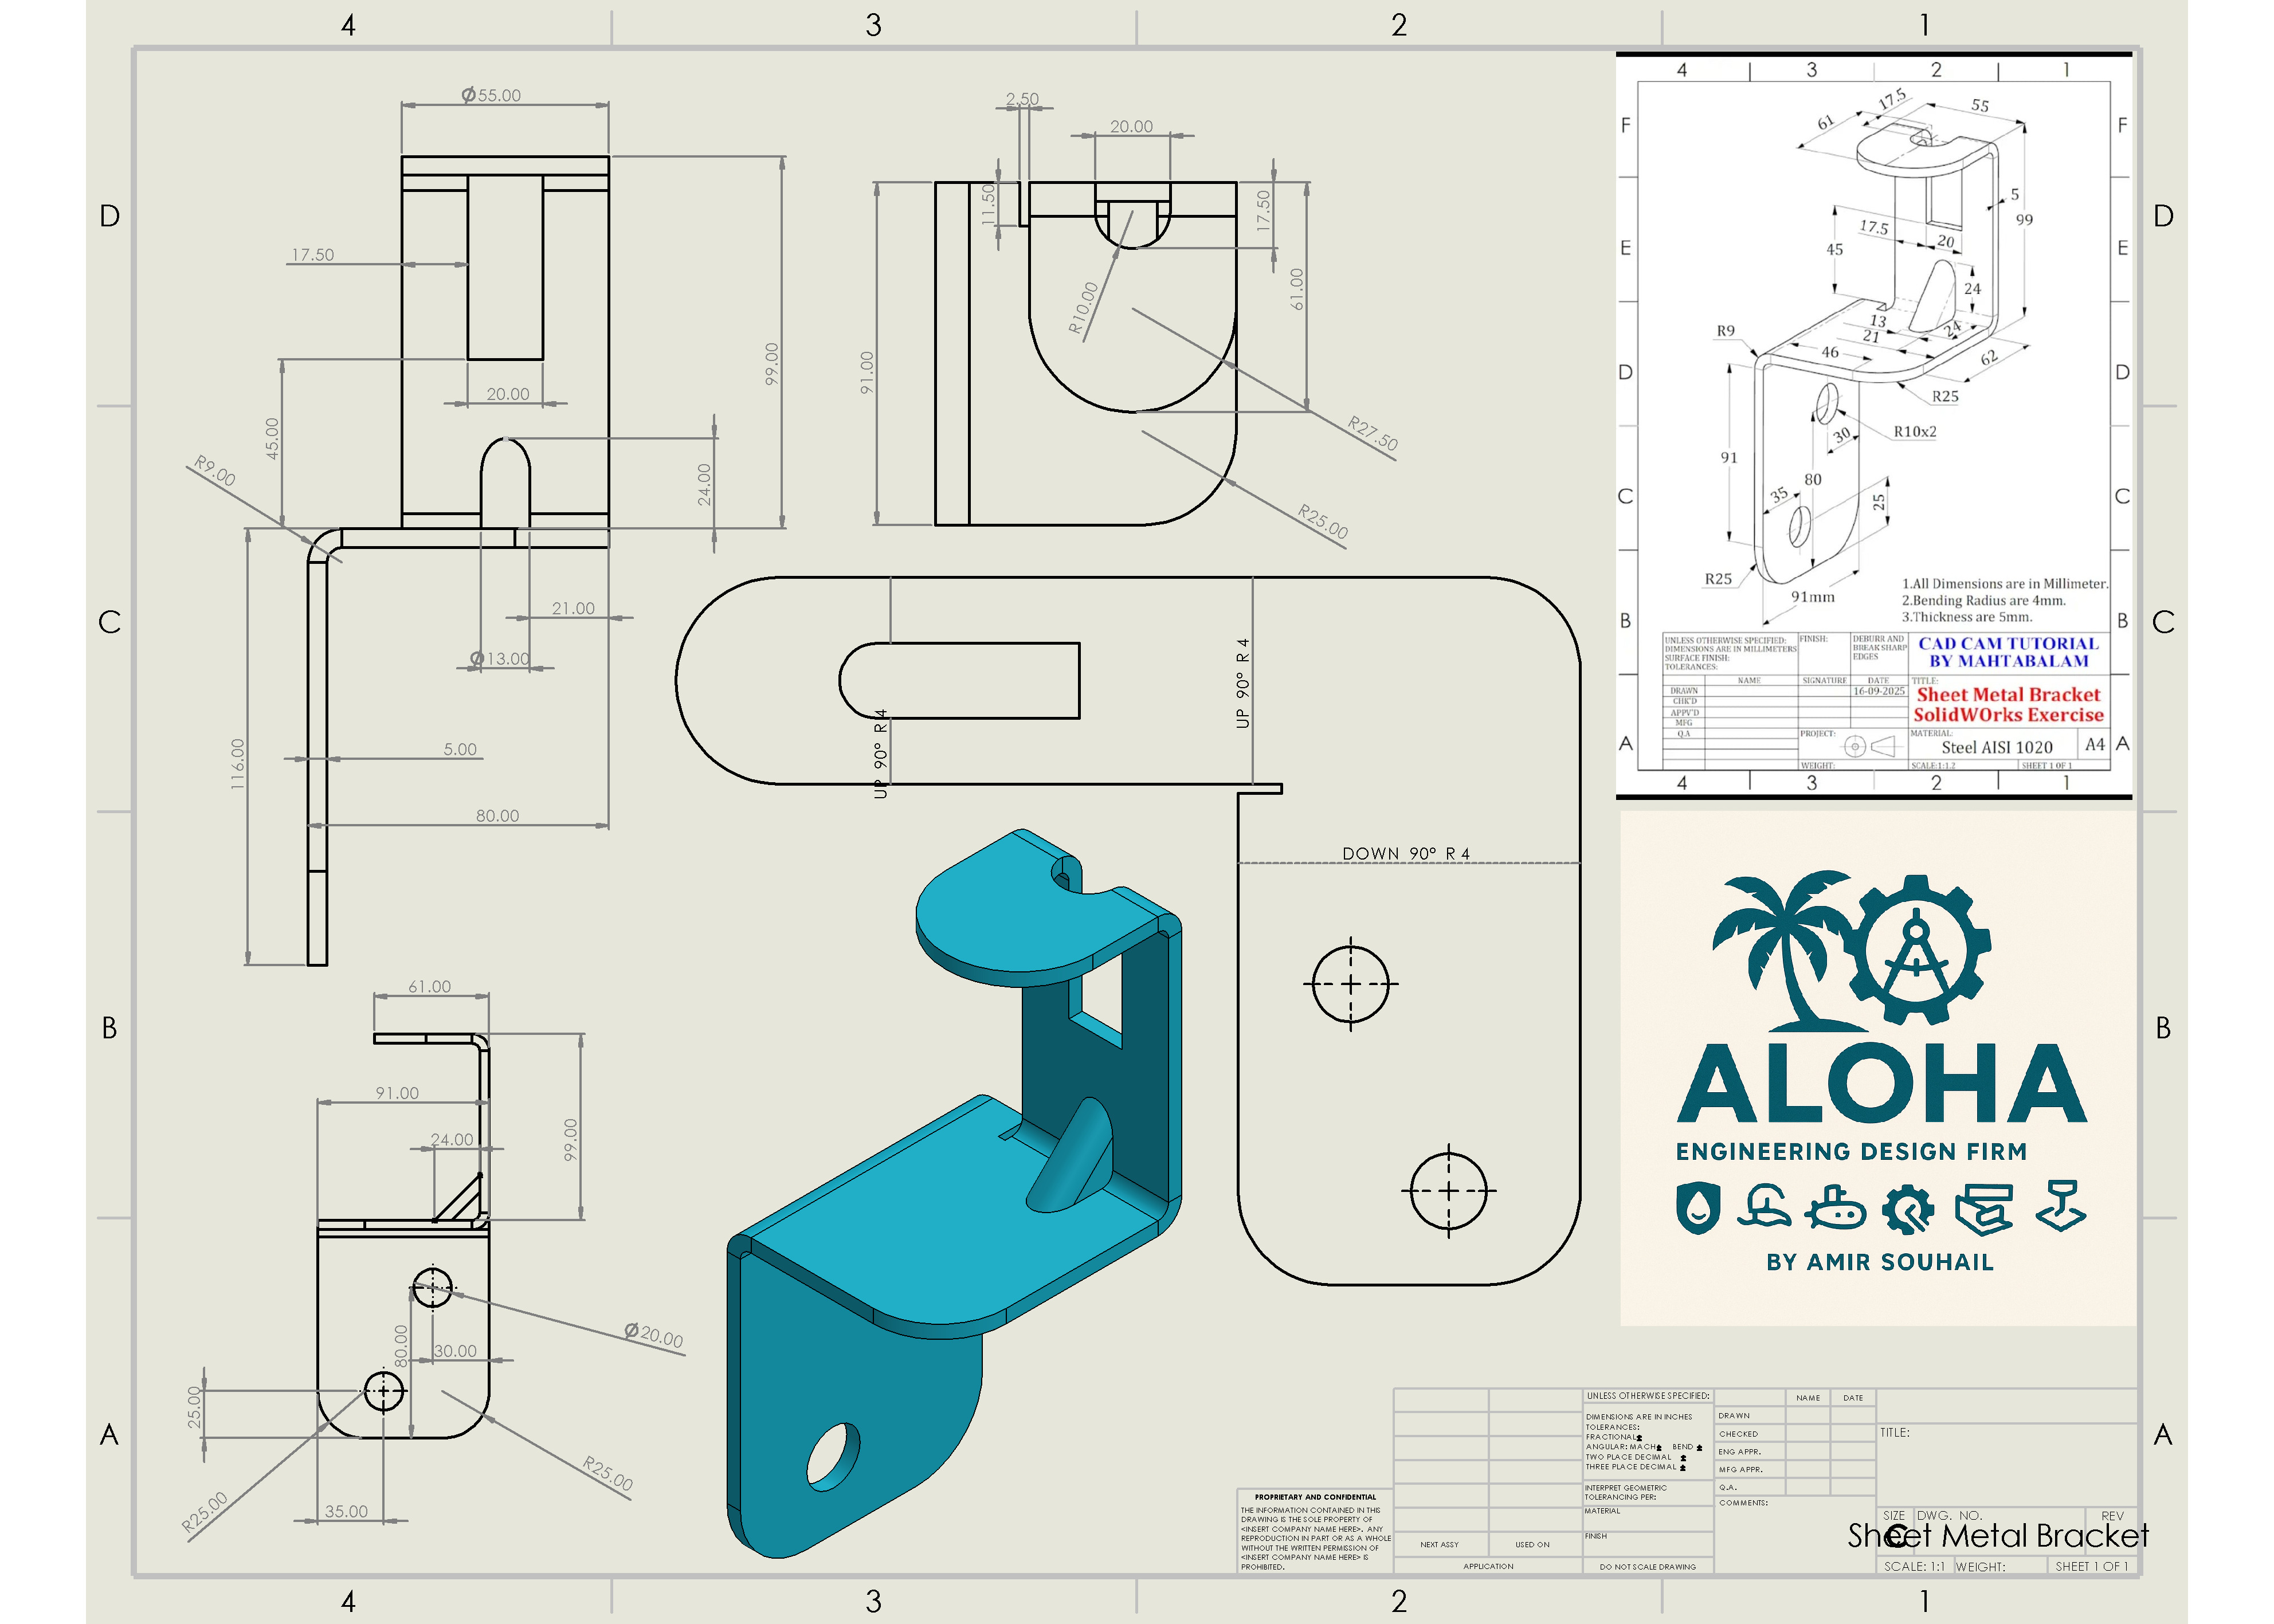 4 3 2 1
D
C
B
A
Ø55.00
17.50
99.00
20.00
45.00
24.00
R9.00
21.00
Ø13.00
116.00
5.00
80.00
2.50
20.00
11.50
17.50
R10.00
61.00
91.00
R27.50
R25.00
UP 90° R 4
UP 90° R 4
DOWN 90° R 4
61.00
91.00
24.00
99.00
Ø20.00
80.00
30.00
25.00
R25.00
R25.00
35.00
4 3 2 1
F
E
D
C
B
A
17.5
55
61
5
99
17.5
20
45
24
13
21
24
46
62
R9
R25
R10x2
30
91
80
35
25
R25
91mm
1.All Dimensions are in Millimeter.
2.Bending Radius are 4mm.
3.Thickness are 5mm.
UNLESS OTHERWISE SPECIFIED:
DIMENSIONS ARE IN MILLIMETERS
SURFACE FINISH:
TOLERANCES:
FINISH:
DEBURR AND
BREAK SHARP
EDGES
CAD CAM TUTORIAL
BY MAHTABALAM
NAME SIGNATURE DATE
DRAWN 16-09-2025
CHK'D
APPV'D
MFG
Q.A
TITLE:
Sheet Metal Bracket
SolidWOrks Exercise
PROJECT:
MATERIAL:
Steel AISI 1020
A4
WEIGHT:
SCALE:1:1.2
SHEET 1 OF 1
F
E
D
C
B
A
4 3 2 1
ALOHA
ENGINEERING DESIGN FIRM
BY AMIR SOUHAIL
PROPRIETARY AND CONFIDENTIAL
THE INFORMATION CONTAINED IN THIS
DRAWING IS THE SOLE PROPERTY OF
<INSERT COMPANY NAME HERE>. ANY
REPRODUCTION IN PART OR AS A WHOLE
WITHOUT THE WRITTEN PERMISSION OF
<INSERT COMPANY NAME HERE> IS
PROHIBITED.
NEXT ASSY USED ON
APPLICATION
UNLESS OTHERWISE SPECIFIED:
DIMENSIONS ARE IN INCHES
TOLERANCES:
FRACTIONAL±
ANGULAR: MACH± BEND ±
TWO PLACE DECIMAL ±
THREE PLACE DECIMAL ±
INTERPRET GEOMETRIC
TOLERANCING PER:
MATERIAL
FINISH
DO NOT SCALE DRAWING
NAME DATE
DRAWN
CHECKED
ENG APPR.
MFG APPR.
Q.A.
COMMENTS:
TITLE:
SIZE DWG. NO. REV
C
Sheet Metal Bracket
SCALE: 1:1 WEIGHT: SHEET 1 OF 1
D
C
B
A
4 3 2 1